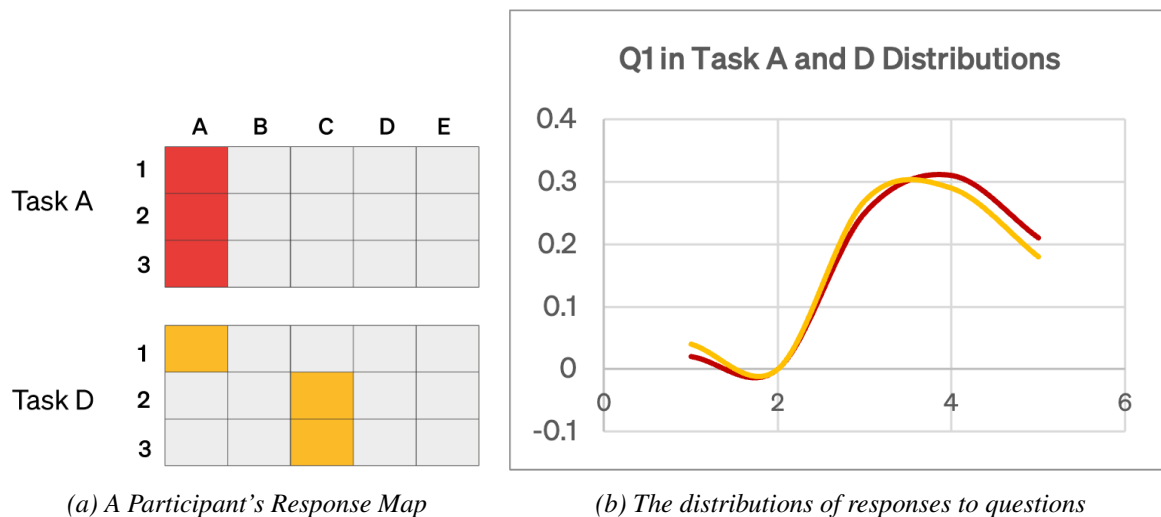 A B C D E
Task A
1
2
3
Task D
1
2
3
(a) A Participant's Response Map
Q1 in Task A and D Distributions
0.4
0.3
0.2
0.1
0
-0.1
0 2 4 6
(b) The distributions of responses to questions